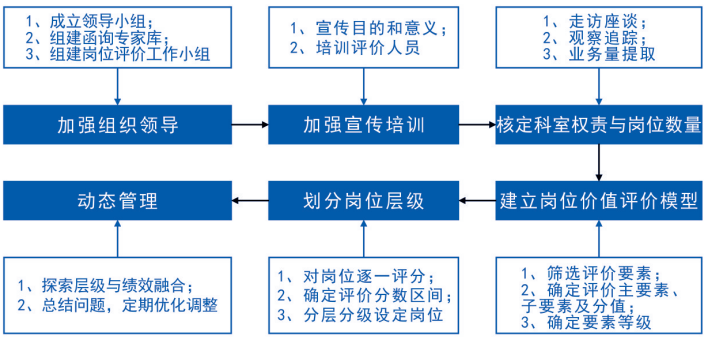 1、成立领导小组；
2、组建函询专家库；
3、组建岗位评价工作小组
1、宣传目的和意义；
2、培训评价人员
1、走访座谈；
2、观察追踪；
3、业务量提取
加强组织领导
加强宣传培训
核定科室权责与岗位数量
动态管理
划分岗位层级
建立岗位价值评价模型
1、探索层级与绩效融合；
2、总结问题，定期优化调整
1、对岗位逐一评分；
2、确定评价分数区间；
3、分层分级设定岗位
1、筛选评价要素；
2、确定评价主要素、
子要素及分值；
3、确定要素等级